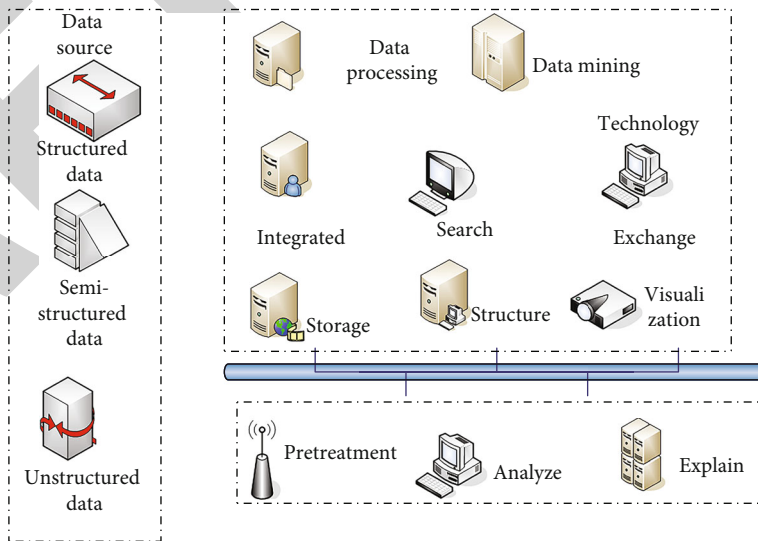 Data
source
Structured
data
Semi-
structured
data
Unstructured
data
Data
processing
Data mining
Technology
Integrated
Search
Exchange
Storage
Structure
Visuali
zation
Pretreatment
Analyze
Explain